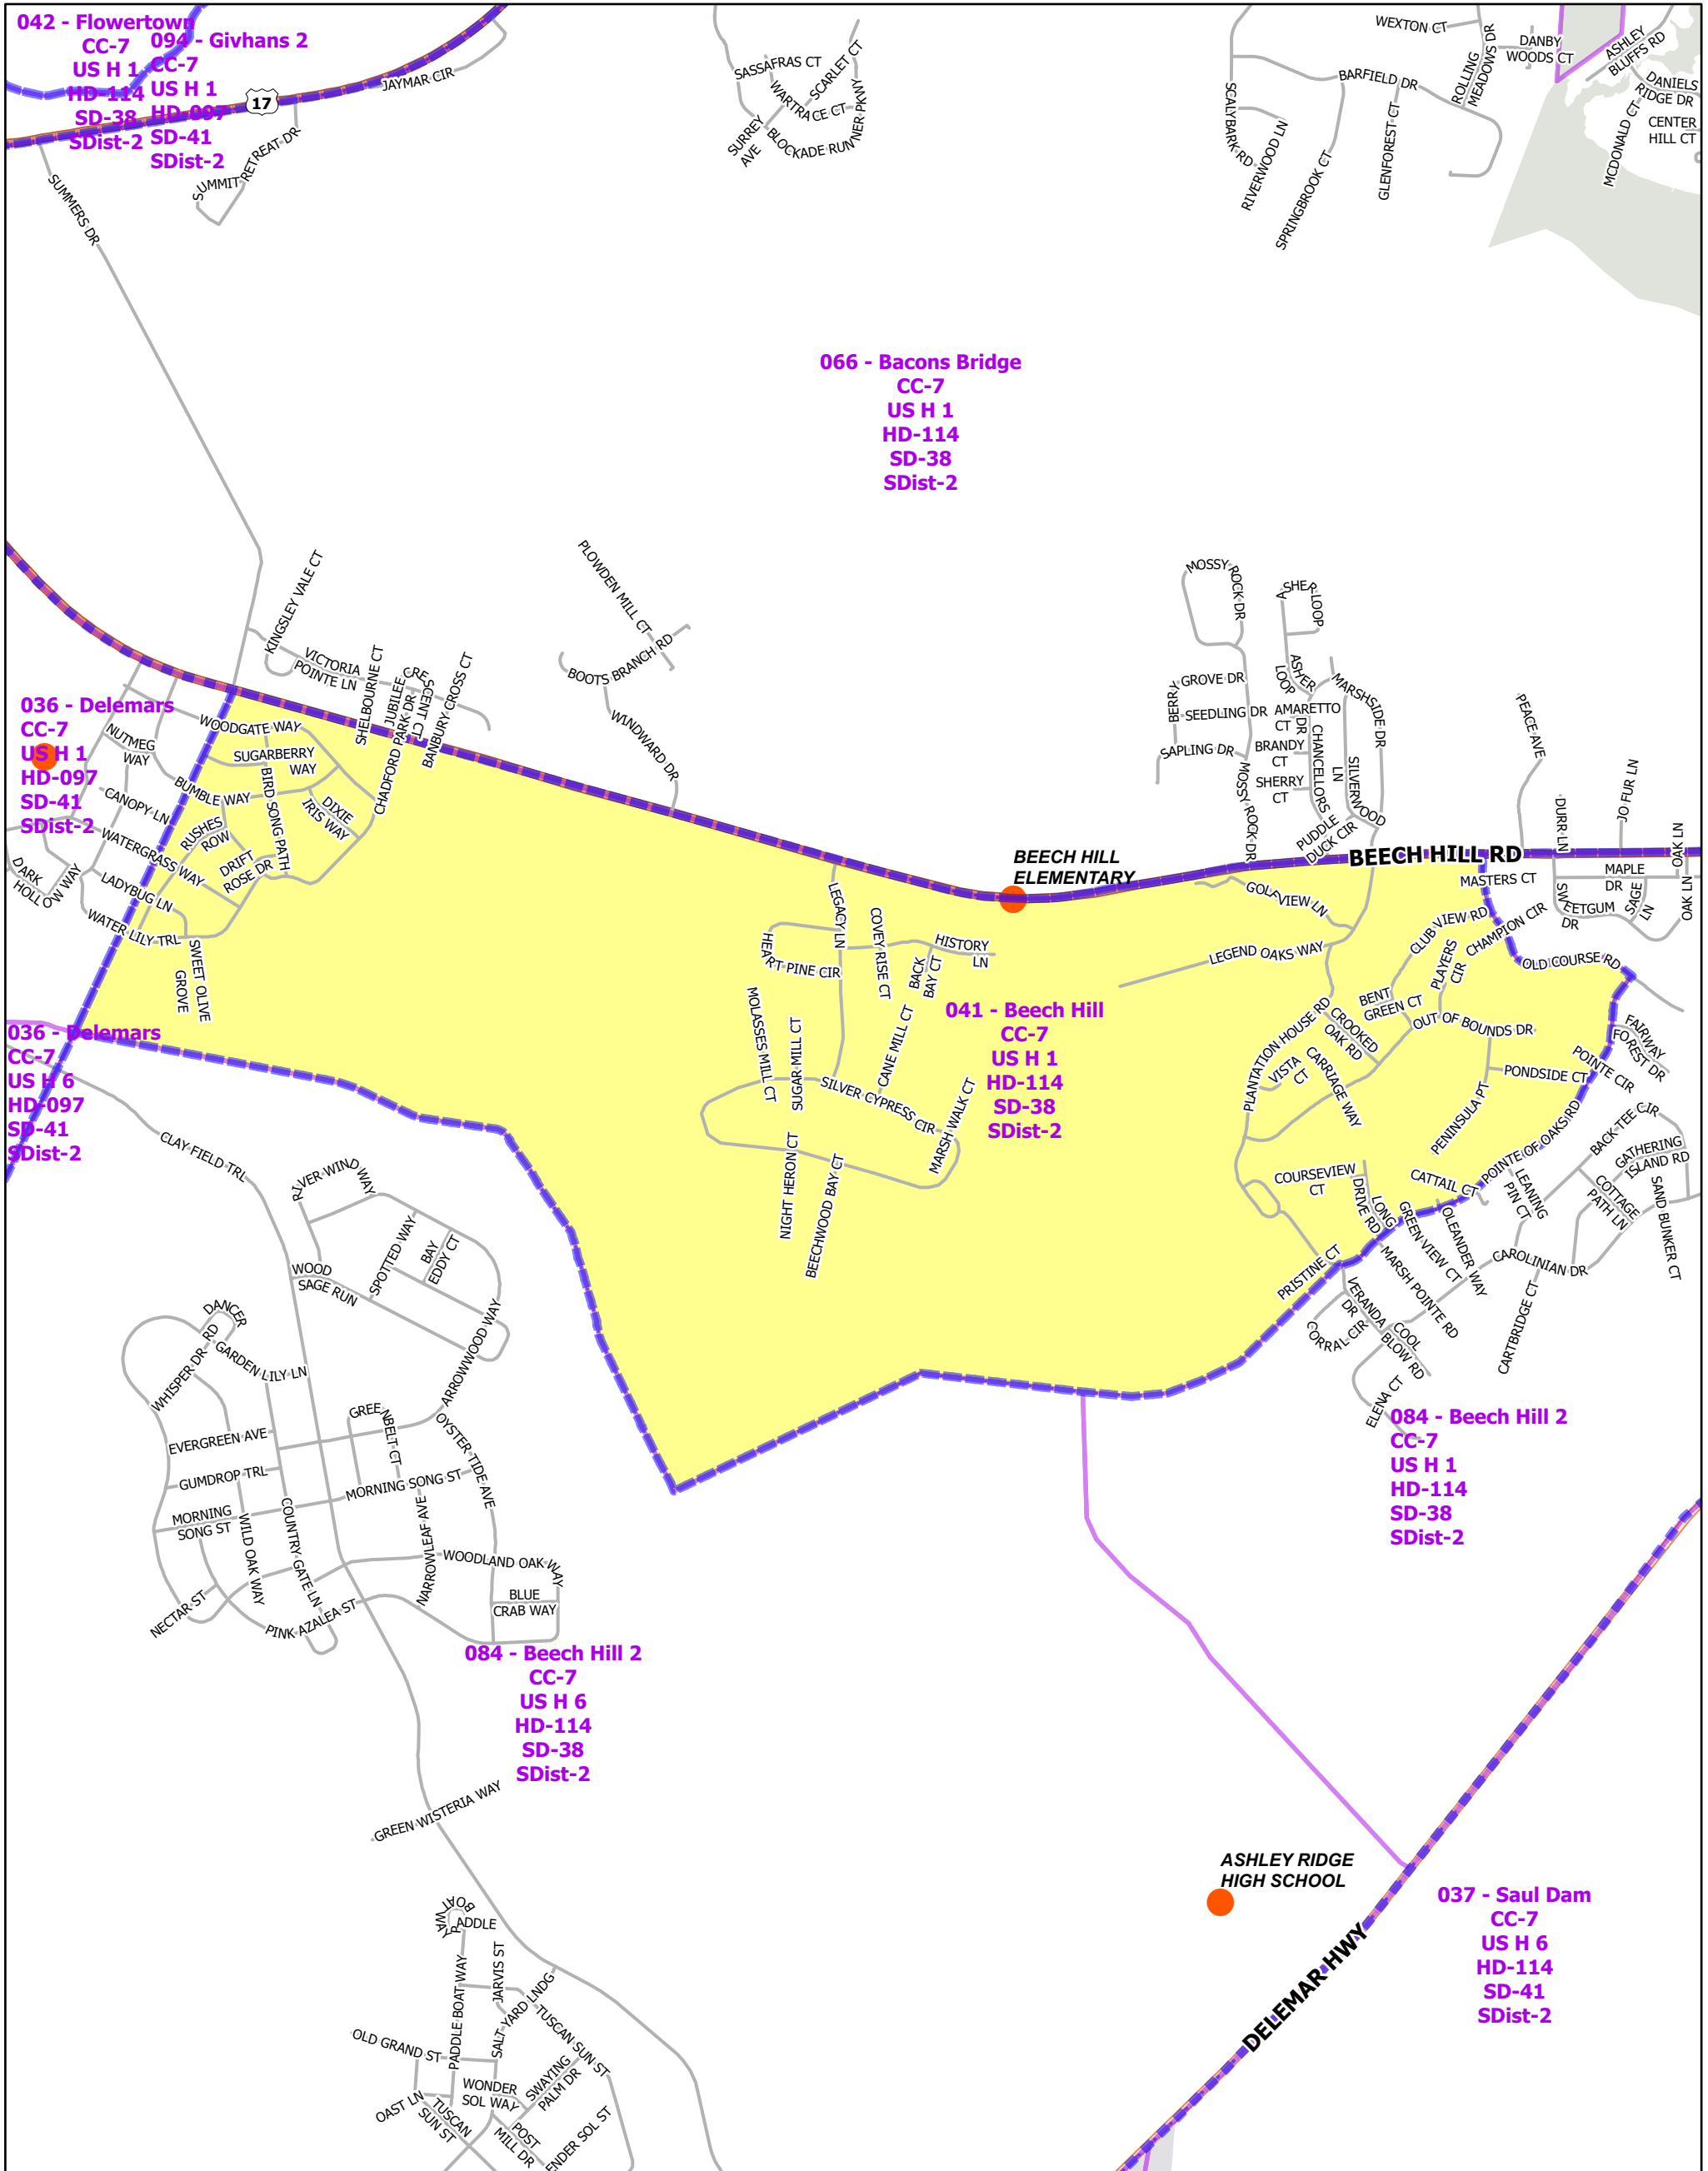 042 - Flowertown
CC-7
US H 1
HD-114
SD-38
SDist-2
094 - Givhans 2
CC-7
US H 1
HD-097
SD-41
SDist-2
17
JAYMAR CIR
SUMMIT RETREAT DR
SUMMERS DR
SASSAFRAS CT
SCARLET CT
WARTRACE CT
SURREY
AVE
BLOCKADE RUNNER PKWY
WEXTON CT
ROLLING
MEADOWS DR
DANBY
WOODS CT
ASHLEY
BLUFFS RD
DANIELS
RIDGE DR
CENTER
HILL CT
MCDONALD CT
BARFIELD DR
SCALYBARK RD
RIVERWOOD LN
SPRINGBROOK CT
GLENFOREST CT
066 - Bacons Bridge
CC-7
US H 1
HD-114
SD-38
SDist-2
KINGSLEY VALE CT
VICTORIA
POINTE LN
SHELBOURNE CT
JUBILEE
CRESCENT CT
CHADFORD PARK DR
BANBURY CROSS CT
PLOWDEN MILL CT
BOOTS BRANCH RD
WINDWARD DR
MOSSY ROCK DR
ASHER LOOP
ASHER
LOOP
MARSHSIDE DR
GROVE DR
BERRY
SEEDLING DR
AMARETTO
CT
DR
SAPLING DR
BRANDY
CT
SHERRY
CT
CHANCELLORS
LN
SILVERWOOD
MOSSY ROCK DR
PUDDLE
DUCK CIR
PEACE AVE
DURR LN
JO FUR LN
OAK LN
OAK LN
MAPLE
DR
SAGE
LN
SWEETGUM
DR
036 - Delemars
CC-7
US H 1
HD-097
SD-41
SDist-2
NUTMEG
WAY
WOODGATE WAY
SUGARBERRY
WAY
BUMBLE WAY
BIRD SONG PATH
DIXIE
IRIS WAY
CANOPY LN
RUSHES
ROW
WATERGRASS WAY
DRIFT
ROSE DR
DARK
HOLLOW WAY
LADYBUG LN
WATER LILY TRL
SWEET OLIVE
GROVE
BEECH HILL
ELEMENTARY
BEECH HILL RD
MASTERS CT
GOLF VIEW LN
LEGEND OAKS WAY
CLUB VIEW RD
CHAMPION CIR
PLAYERS
CIR
OLD COURSE RD
LEGACY LN
HEART PINE CIR
COVEY RISE CT
HISTORY
LN
BACK
BAY CT
MOLASSES MILL CT
SUGAR MILL CT
CANE MILL CT
SILVER CYPRESS CIR
MARSH WALK CT
NIGHT HERON CT
BEECHWOOD BAY CT
041 - Beech Hill
CC-7
US H 1
HD-114
SD-38
SDist-2
BENT
GREEN CT
OUT OF BOUNDS DR
PLANTATION HOUSE RD
CROOKED
OAK RD
VISTA
CT
CARRIAGE WAY
PONDSIDE CT
PENINSULA PT
POINTE CIR
FAIRWAY
FOREST DR
POINTE OF OAKS RD
BACK TEE CIR
GATHERING
ISLAND RD
COTTAGE
PATH LN
SAND BUNKER CT
LEANING
PIN CT
CATTAIL CT
COURSEVIEW
CT
DRIVE RD
LONG
GREEN VIEW CT
OLEANDER WAY
CAROLINIAN DR
MARSH POINTE RD
PRISTINE CT
VERANDA
DR
CORRAL CIR
COOL
BLOW RD
ELENA CT
CARTBRIDGE CT
036 - Delemars
CC-7
US H 6
HD-097
SD-41
SDist-2
CLAY FIELD TRL
RIVER WIND WAY
SPOTTED WAY
BAY
EDDY CT
WOOD
SAGE RUN
ARROWWOOD WAY
DANCER
RD
WHISPER DR
GARDEN LILY LN
GREENBELT CT
EVERGREEN AVE
OYSTER TIDE AVE
GUMDROP TRL
MORNING SONG ST
MORNING
SONG ST
WILD OAK WAY
COUNTRY GATE LN
NARROWLEAF AVE
WOODLAND OAK WAY
BLUE
CRAB WAY
NECTAR ST
PINK AZALEA ST
084 - Beech Hill 2
CC-7
US H 1
HD-114
SD-38
SDist-2
084 - Beech Hill 2
CC-7
US H 6
HD-114
SD-38
SDist-2
GREEN WISTERIA WAY
ASHLEY RIDGE
HIGH SCHOOL
037 - Saul Dam
CC-7
US H 6
HD-114
SD-41
SDist-2
DELEMAR HWY
PADDLE
BOAT WAY
JARVIS ST
PADDLE BOAT WAY
SALT YARD LNDG
TUSCAN SUN ST
OLD GRAND ST
WONDER
SOL WAY
SWAYING
PALM DR
OAST LN
TUSCAN
SUN ST
POST
MILL DR
ENDER SOL ST